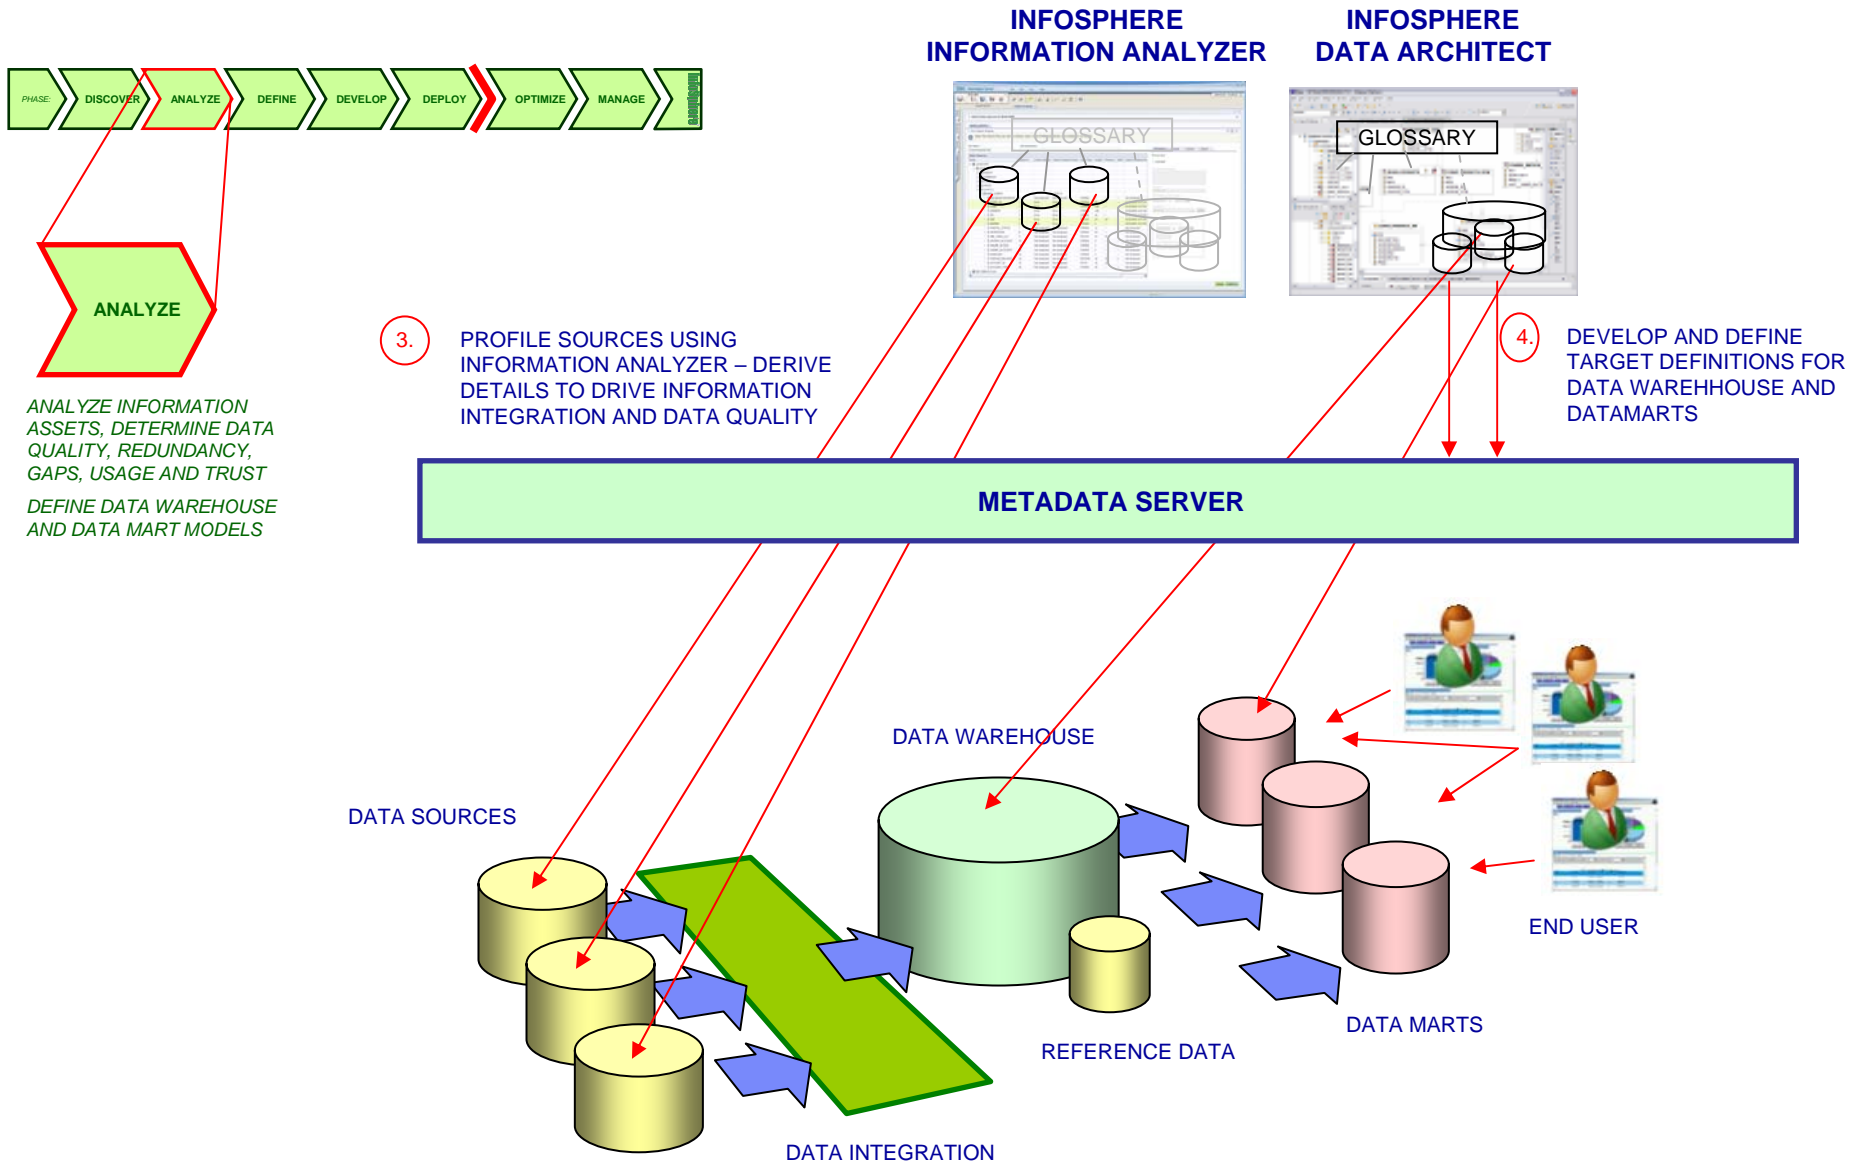 INFOSPHERE
INFORMATION ANALYZER
INFOSPHERE
DATA ARCHITECT
PHASE:
DISCOVER
ANALYZE
DEFINE
DEVELOP
DEPLOY
OPTIMIZE
MANAGE
InfoSphere
GLOSSARY
GLOSSARY
ANALYZE
3.
PROFILE SOURCES USING
INFORMATION ANALYZER – DERIVE
DETAILS TO DRIVE INFORMATION
INTEGRATION AND DATA QUALITY
4.
DEVELOP AND DEFINE
TARGET DEFINITIONS FOR
DATA WAREHHOUSE AND
DATAMARTS
ANALYZE INFORMATION
ASSETS, DETERMINE DATA
QUALITY, REDUNDANCY,
GAPS, USAGE AND TRUST
DEFINE DATA WAREHOUSE
AND DATA MART MODELS
METADATA SERVER
DATA WAREHOUSE
DATA SOURCES
END USER
DATA MARTS
REFERENCE DATA
DATA INTEGRATION